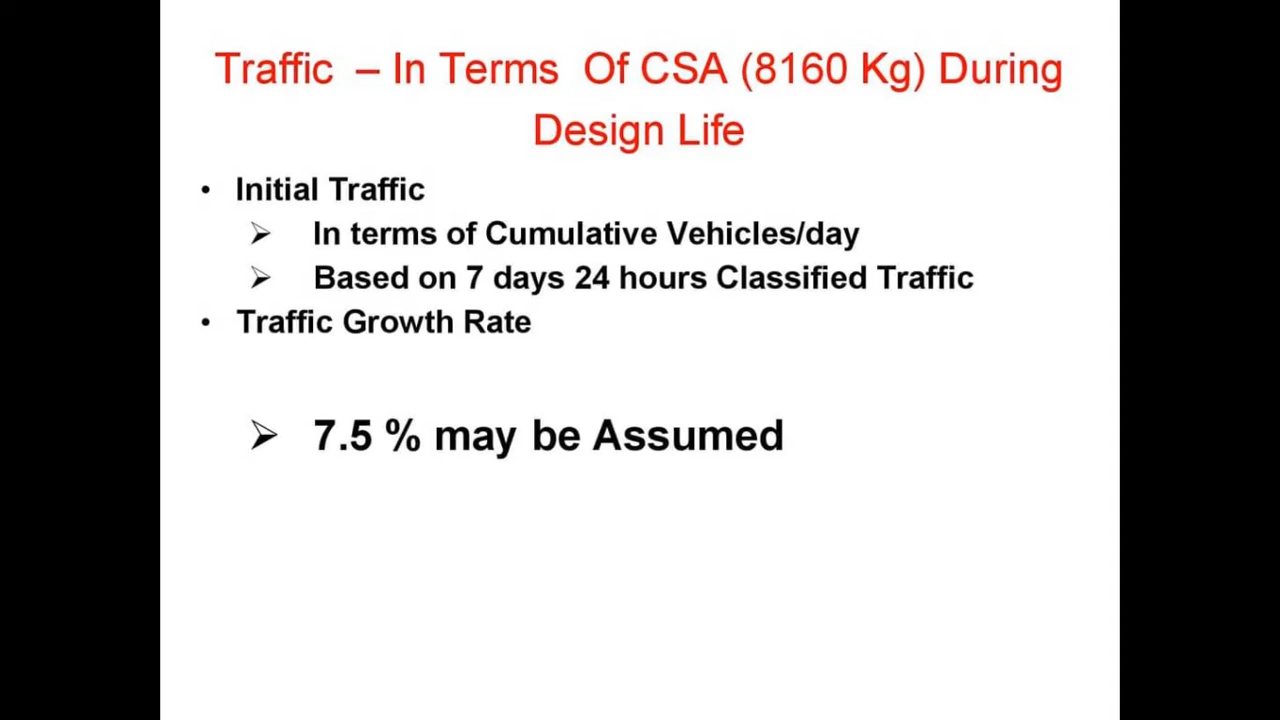 Traffic – In Terms Of CSA (8160 Kg) During
Design Life
• Initial Traffic
➢ In terms of Cumulative Vehicles/day
➢ Based on 7 days 24 hours Classified Traffic
• Traffic Growth Rate
➢ 7.5 % may be Assumed